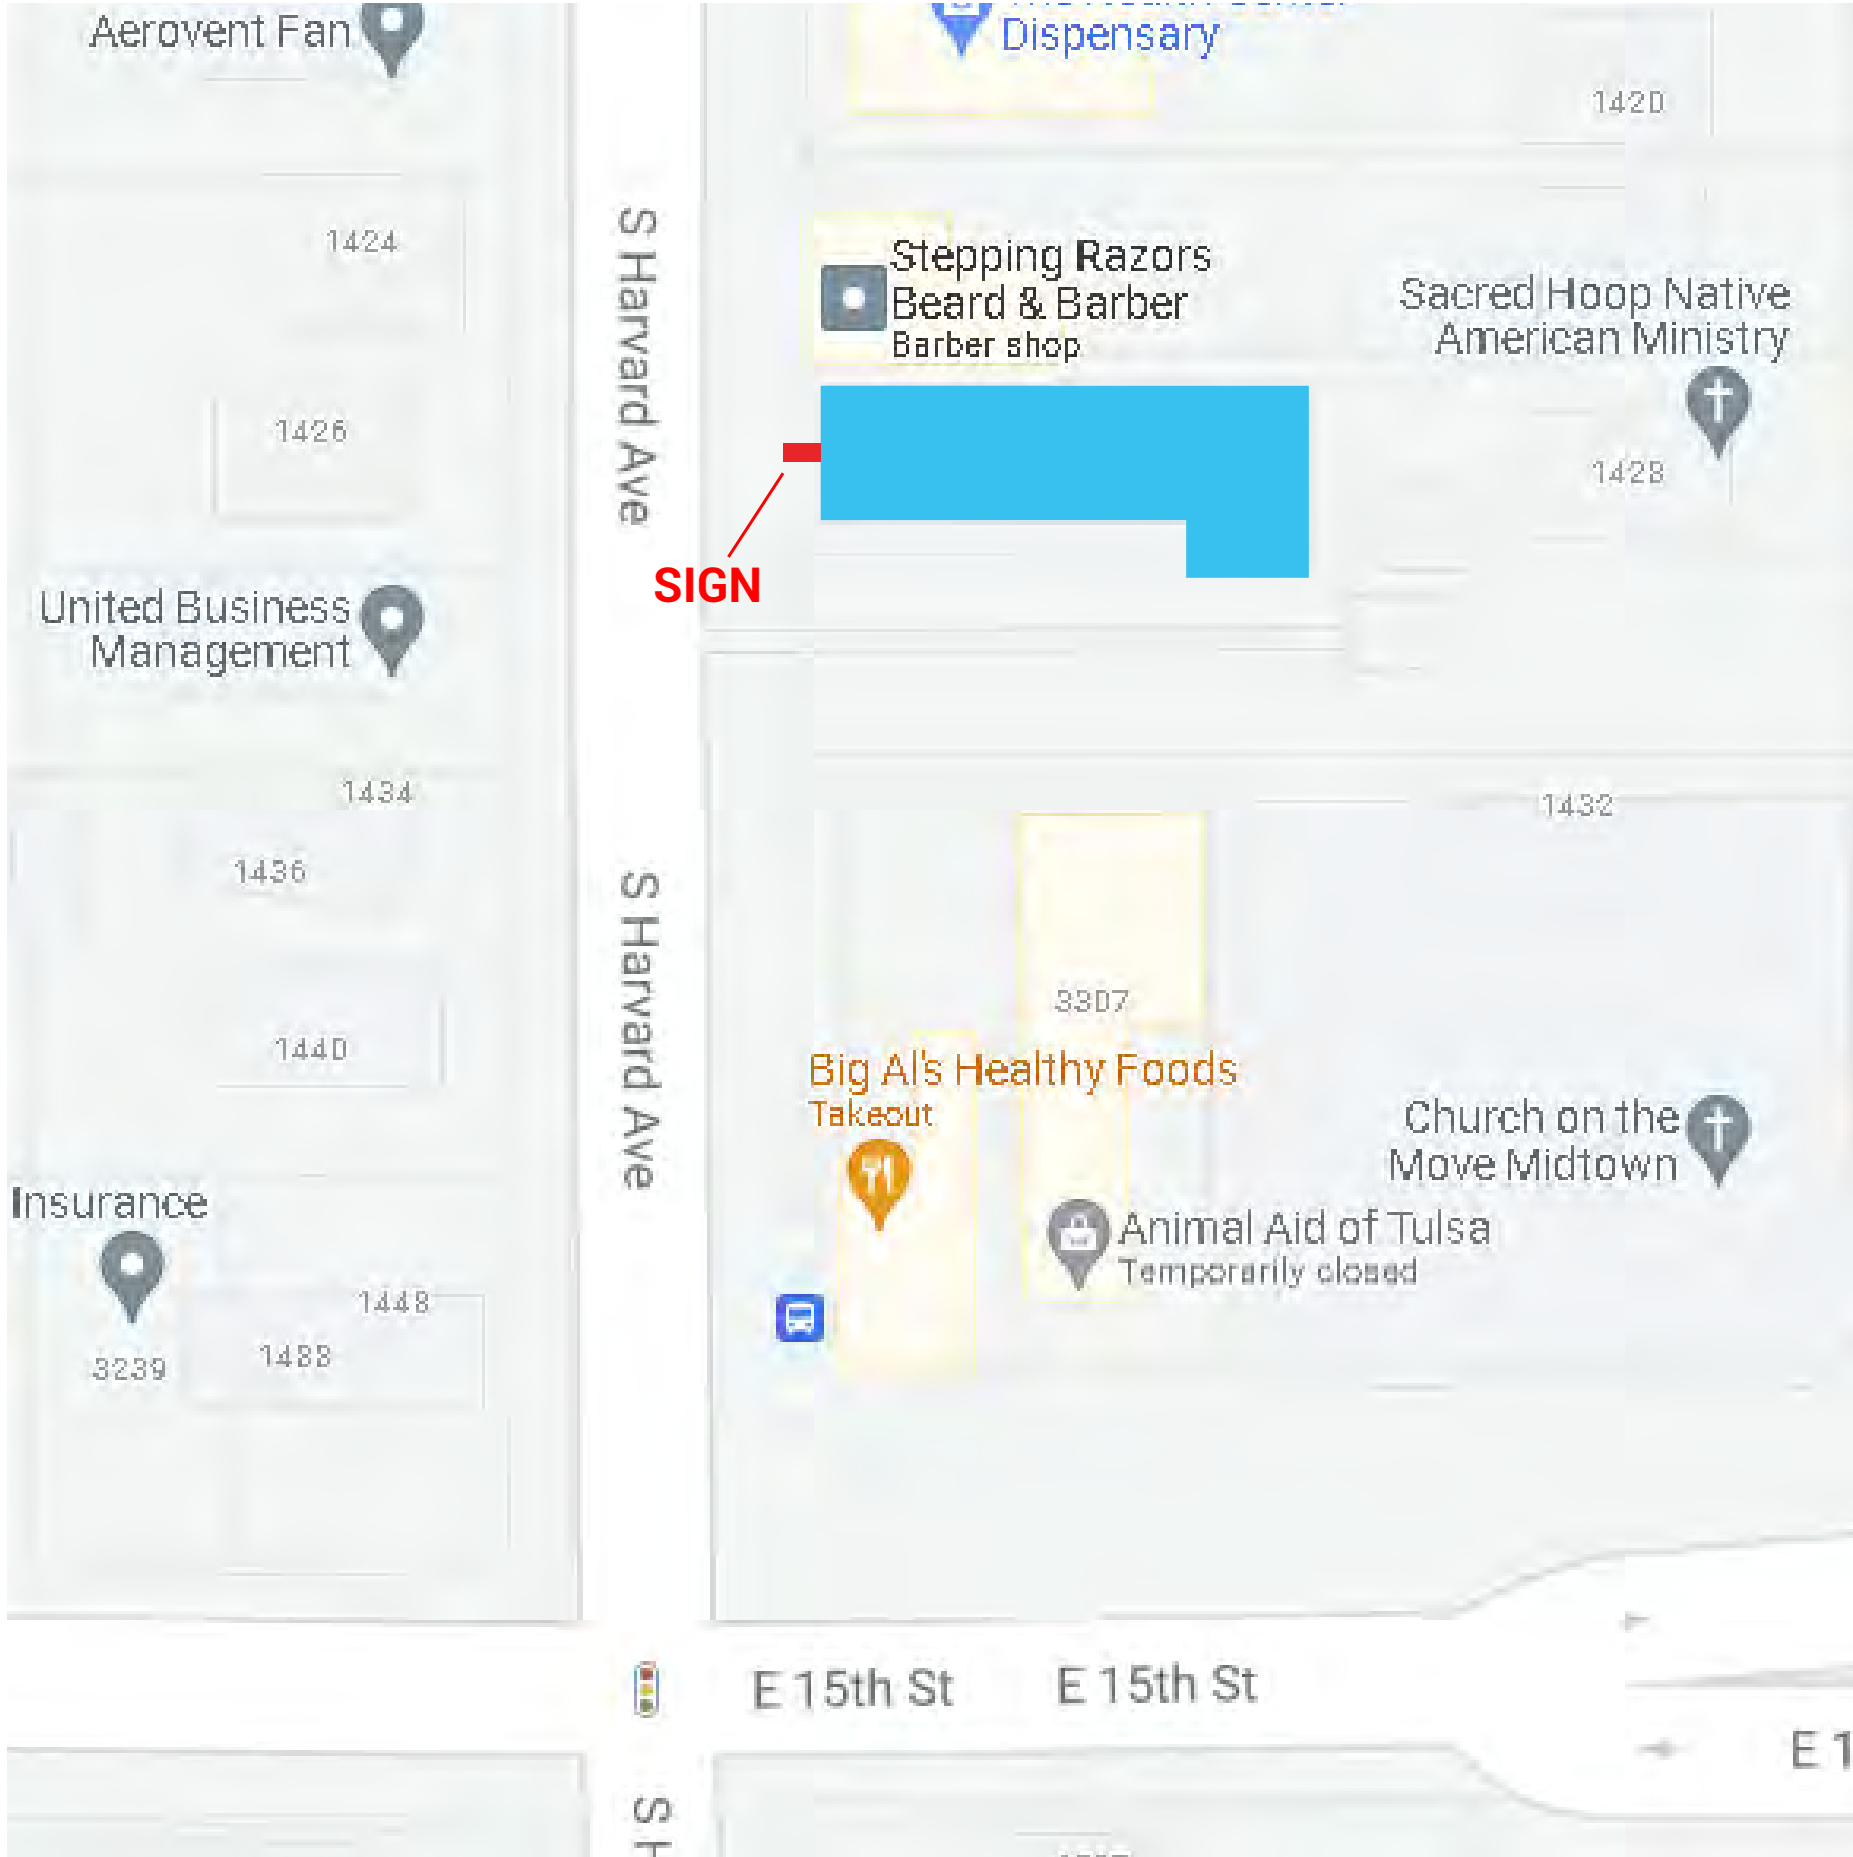 Aerovent Fan
Dispensary
1420
1424
S Harvard Ave
Stepping Razors
Beard & Barber
Barber shop
Sacred Hoop Native
American Ministry
1426
1428
SIGN
United Business
Management
1434
1432
1436
S Harvard Ave
3307
1440
Big Al's Healthy Foods
Takeout
Church on the
Move Midtown
Insurance
Animal Aid of Tulsa
Temporarily closed
1448
1438
3239
E 15th St
E 15th St
E 1
S H